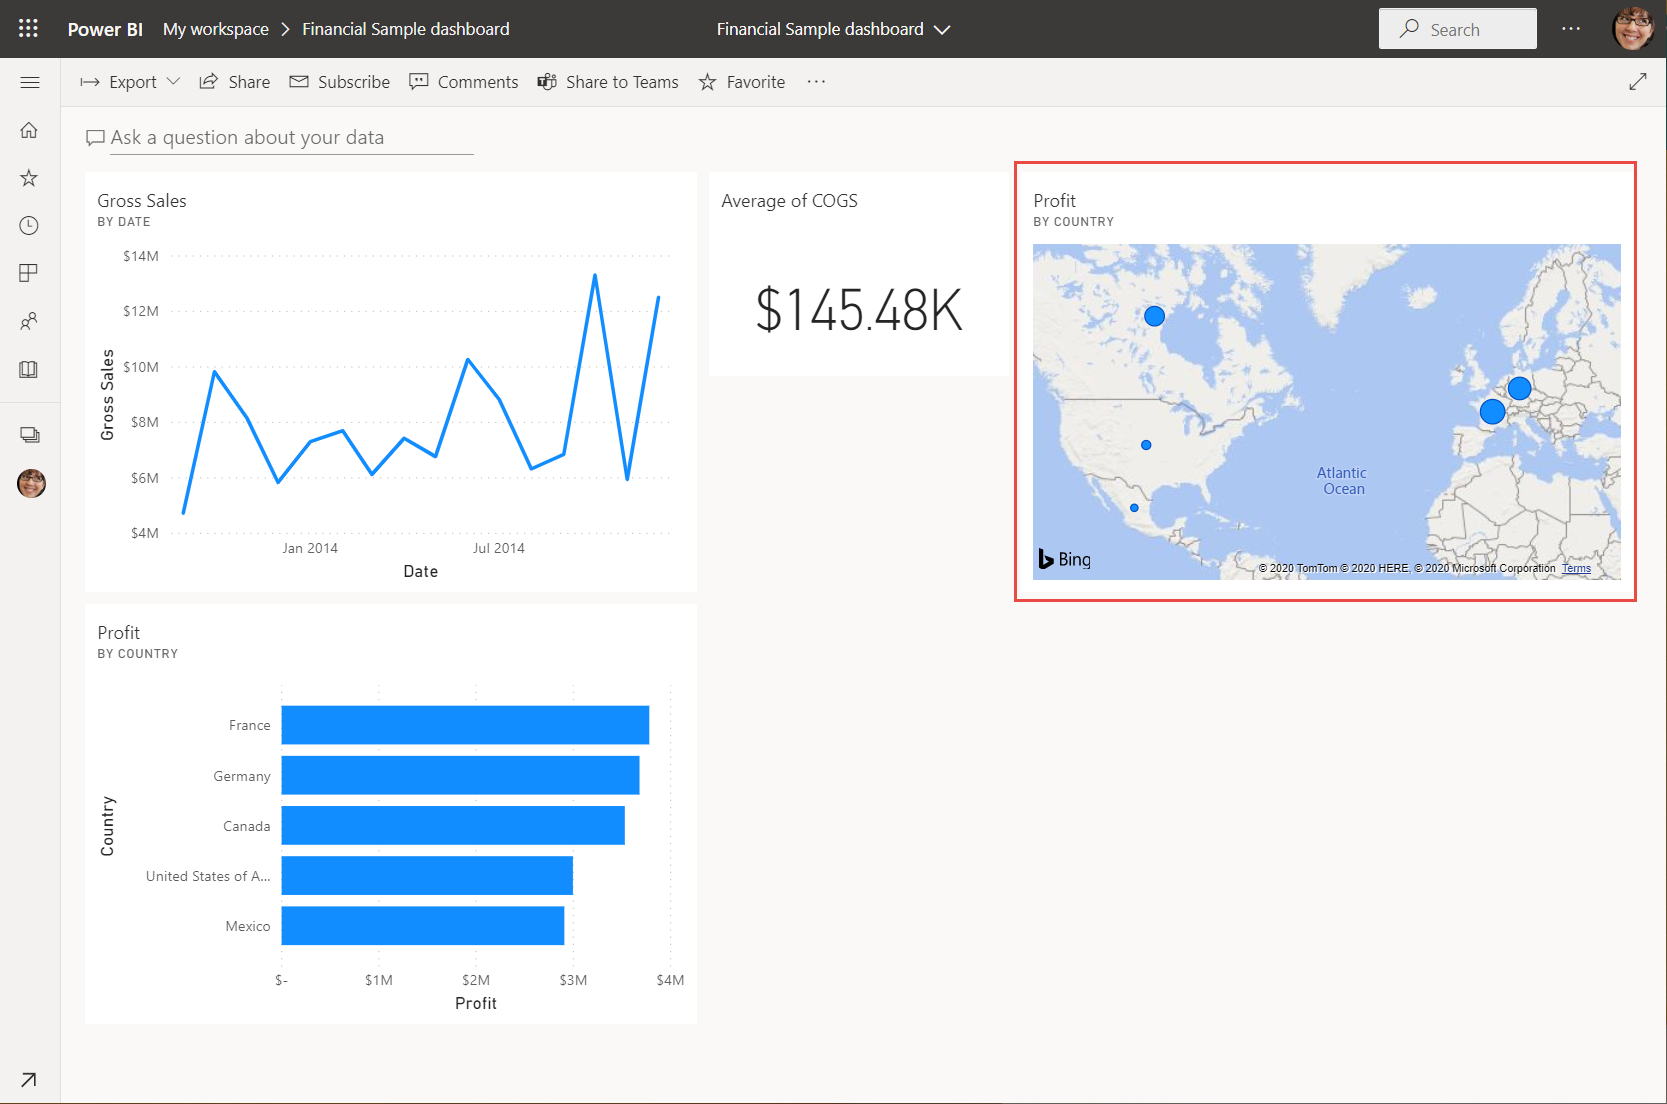 Power BI My workspace Financial Sample dashboard Financial Sample dashboard Search
Export Share Subscribe Comments Share to Teams Favorite
Ask a question about your data
Gross Sales
BY DATE
Gross Sales
$14M
$12M
$10M
$8M
$6M
$4M
Jan 2014 Jul 2014
Date
Average of COGS
$145.48K
Profit
BY COUNTRY
Atlantic
Ocean
Bing
© 2020 TomTom © 2020 HERE, © 2020 Microsoft Corporation Terms
Profit
BY COUNTRY
Country
France
Germany
Canada
United States of A...
Mexico
$- $1M $2M $3M $4M
Profit